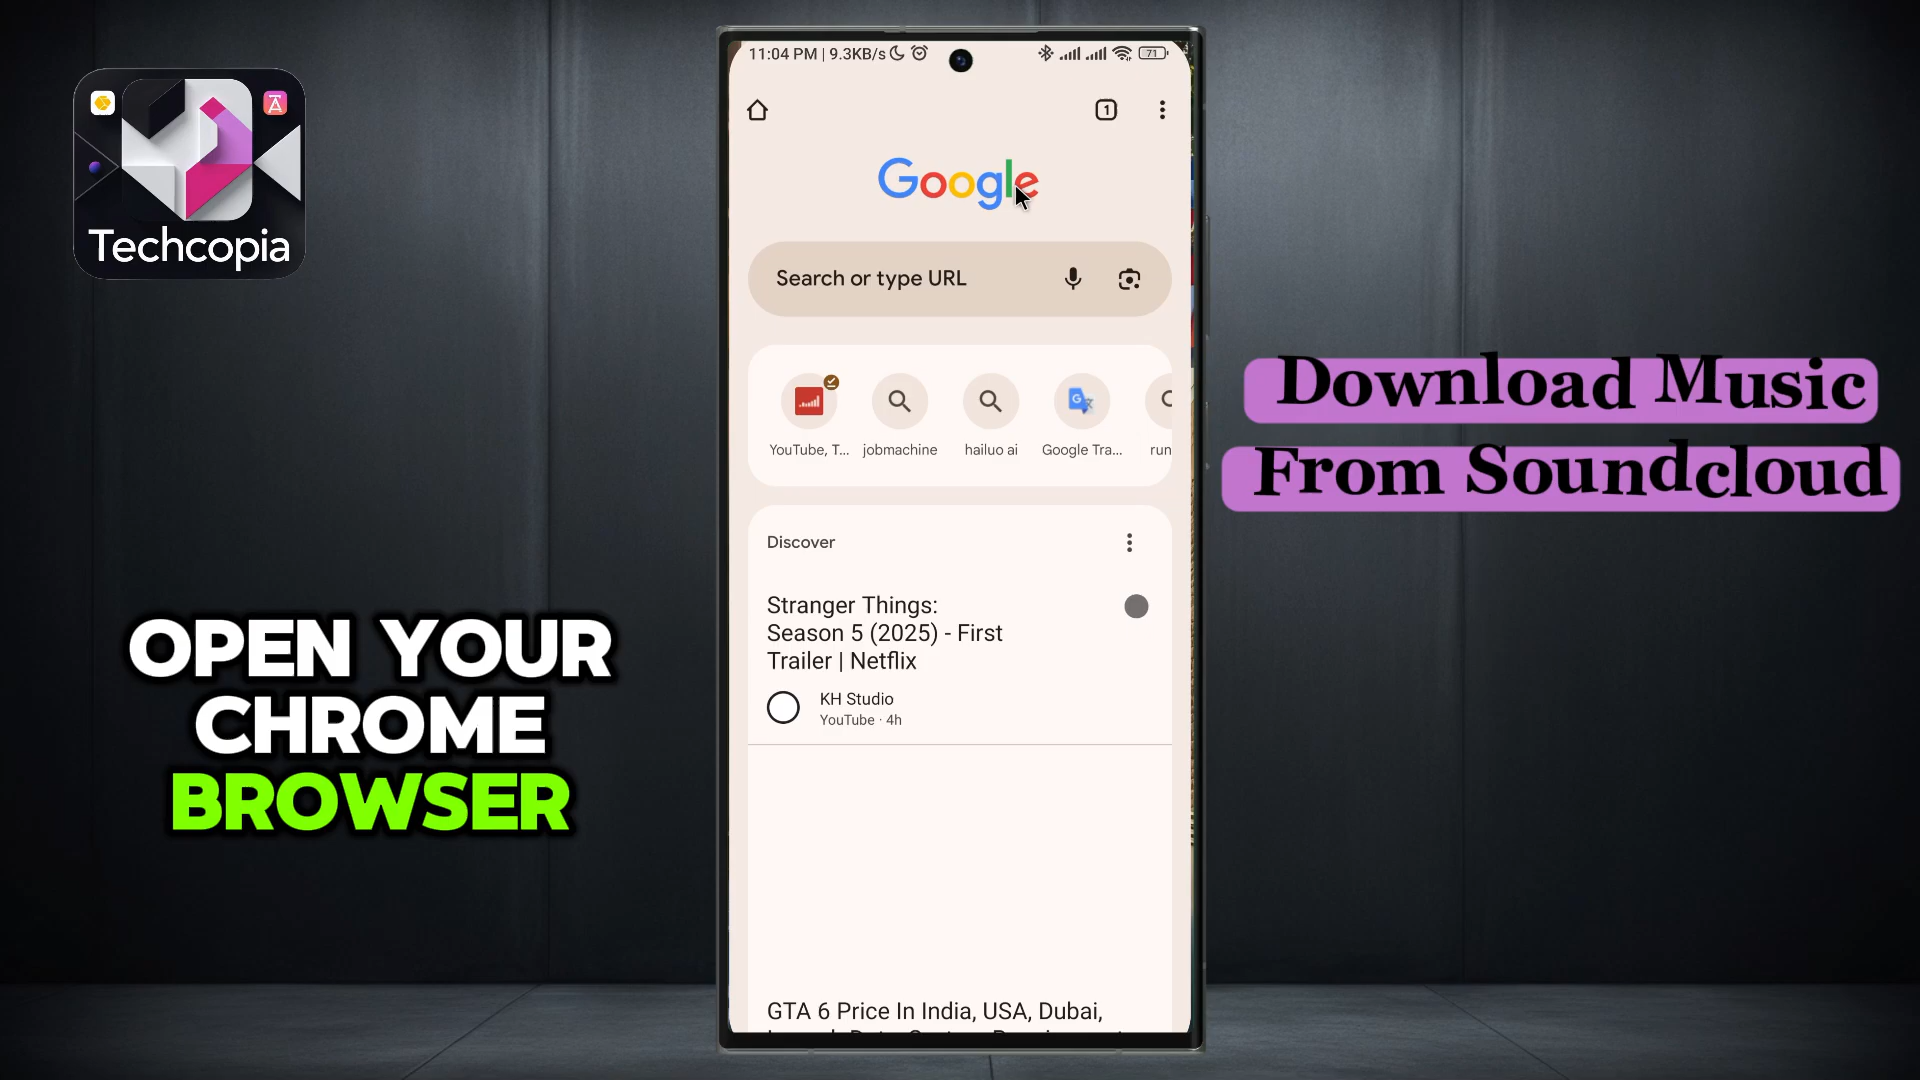 Techcopia
11:04 PM | 9.3KB/s
71
1
Google
Search or type URL
YouTube, T...
jobmachine
hailuo ai
Google Tra...
run
Discover
Stranger Things:
Season 5 (2025) - First
Trailer | Netflix
KH Studio
YouTube · 4h
GTA 6 Price In India, USA, Dubai,
OPEN YOUR
CHROME
BROWSER
Download Music
From Soundcloud